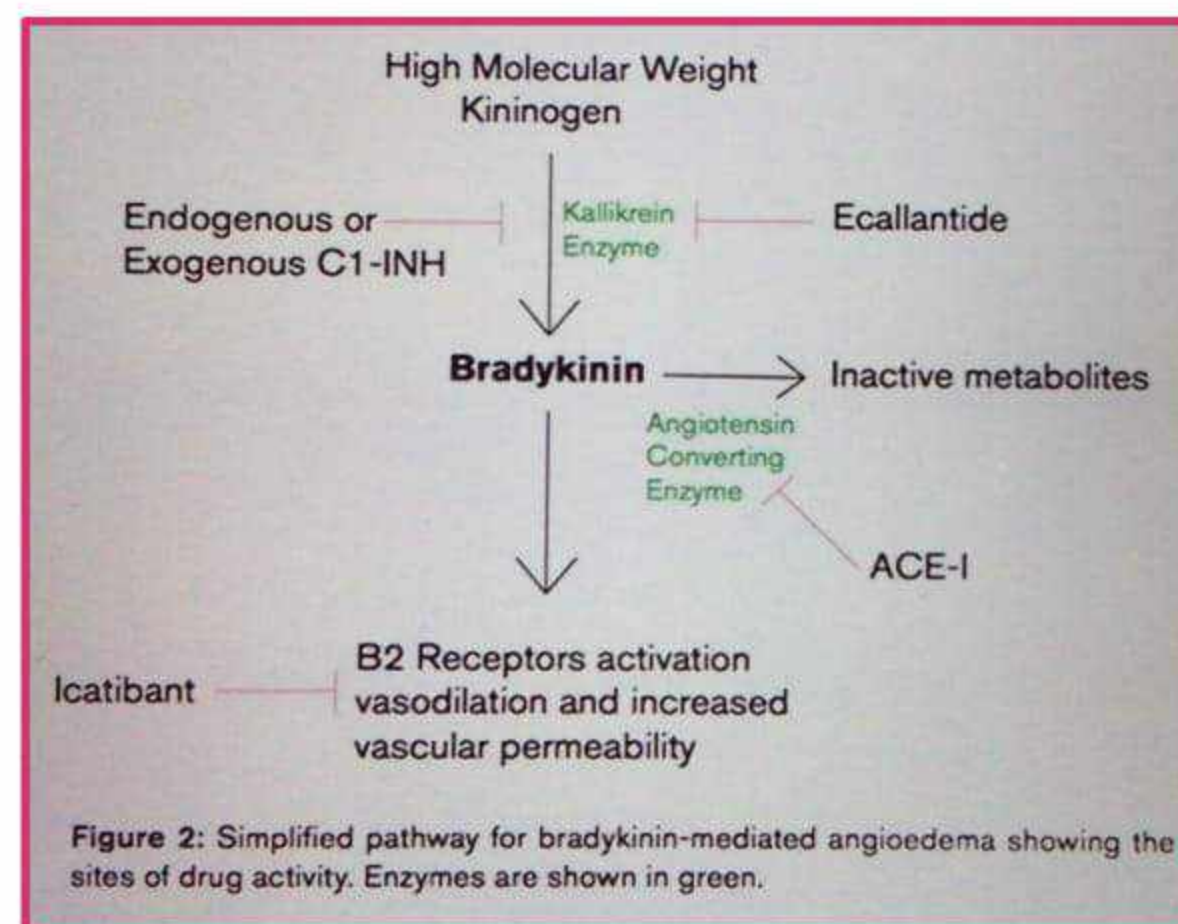 High Molecular Weight
Kininogen
Endogenous or
Exogenous C1-INH
Kallikrein
Enzyme
Ecallantide
Bradykinin
Inactive metabolites
Angiotensin
Converting
Enzyme
ACE-I
Icatibant
B2 Receptors activation
vasodilation and increased
vascular permeability
Figure 2: Simplified pathway for bradykinin-mediated angioedema showing the
sites of drug activity. Enzymes are shown in green.